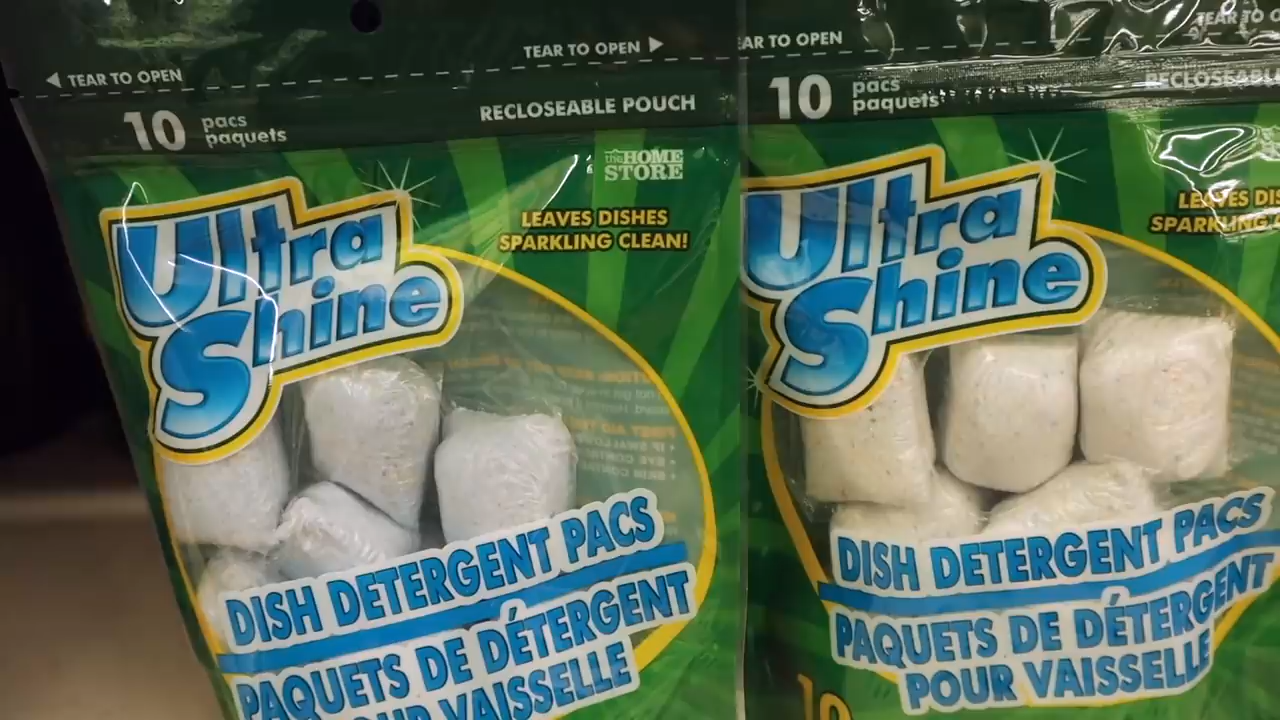 TEAR TO OPEN
TEAR TO OPEN
10 pacs
paquets
RECLOSEABLE POUCH
the HOME
STORE
Ultra
Shine
LEAVES DISHES
SPARKLING CLEAN!
DISH DETERGENT PACS
PAQUETS DE DÉTERGENT
VAISSELLE
TO OPEN
TEAR TO
10 pacs
paquets
RECLOSEABLE
Ultra
Shine
LEAVES
SPARKLING
DISH DETERGENT PACS
PAQUETS DE DÉTERGENT
POUR VAISSELLE
10